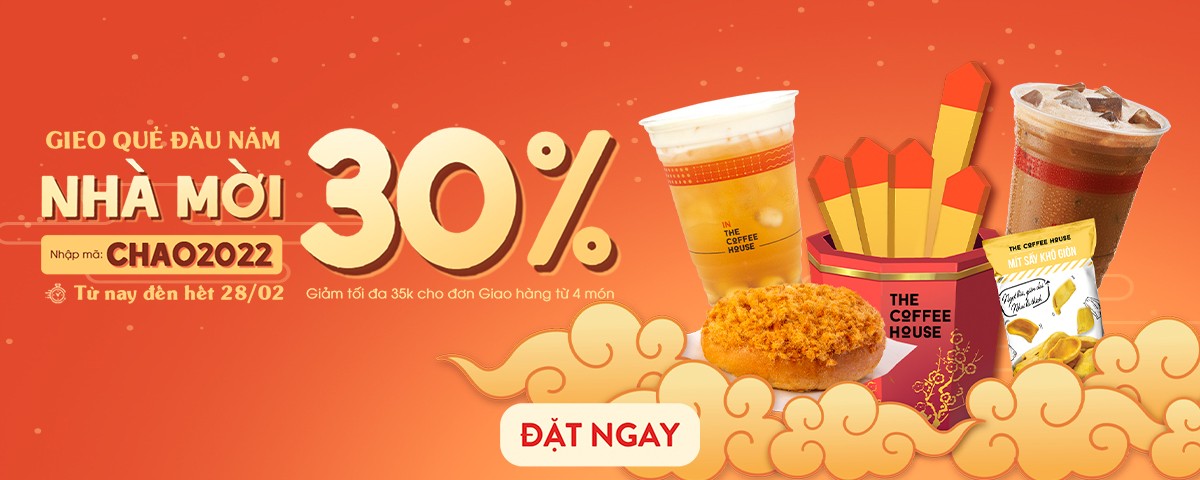 GIEO QUẺ ĐẦU NĂM
NHÀ MỜI
30%
Nhập mã: CHAO2022
Từ nay đến hết 28/02
Giảm tối đa 35k cho đơn Giao hàng từ 4 món
IN
THE
COFFEE
HOUSE
THE
COFFEE
HOUSE
THE COFFEE HOUSE
MÍT SẤY KHÔ GIÒN
ĐẶT NGAY